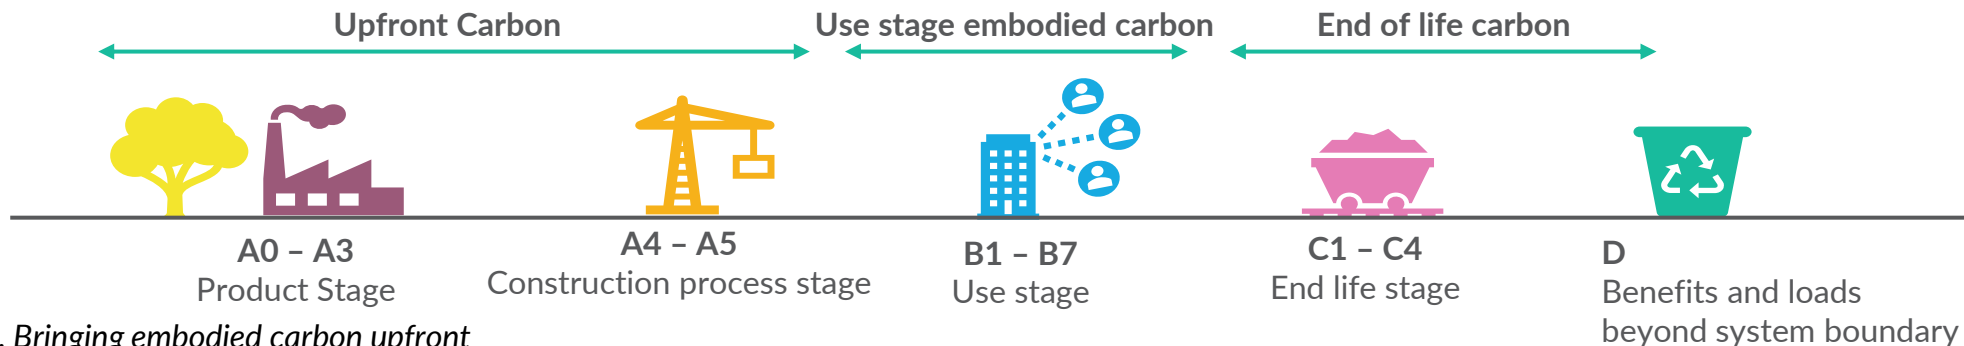 Upfront Carbon
Use stage embodied carbon
End of life carbon
A0 – A3
Product Stage
A4 – A5
Construction process stage
B1 – B7
Use stage
C1 – C4
End life stage
D
Benefits and loads
beyond system boundary
. Bringing embodied carbon upfront